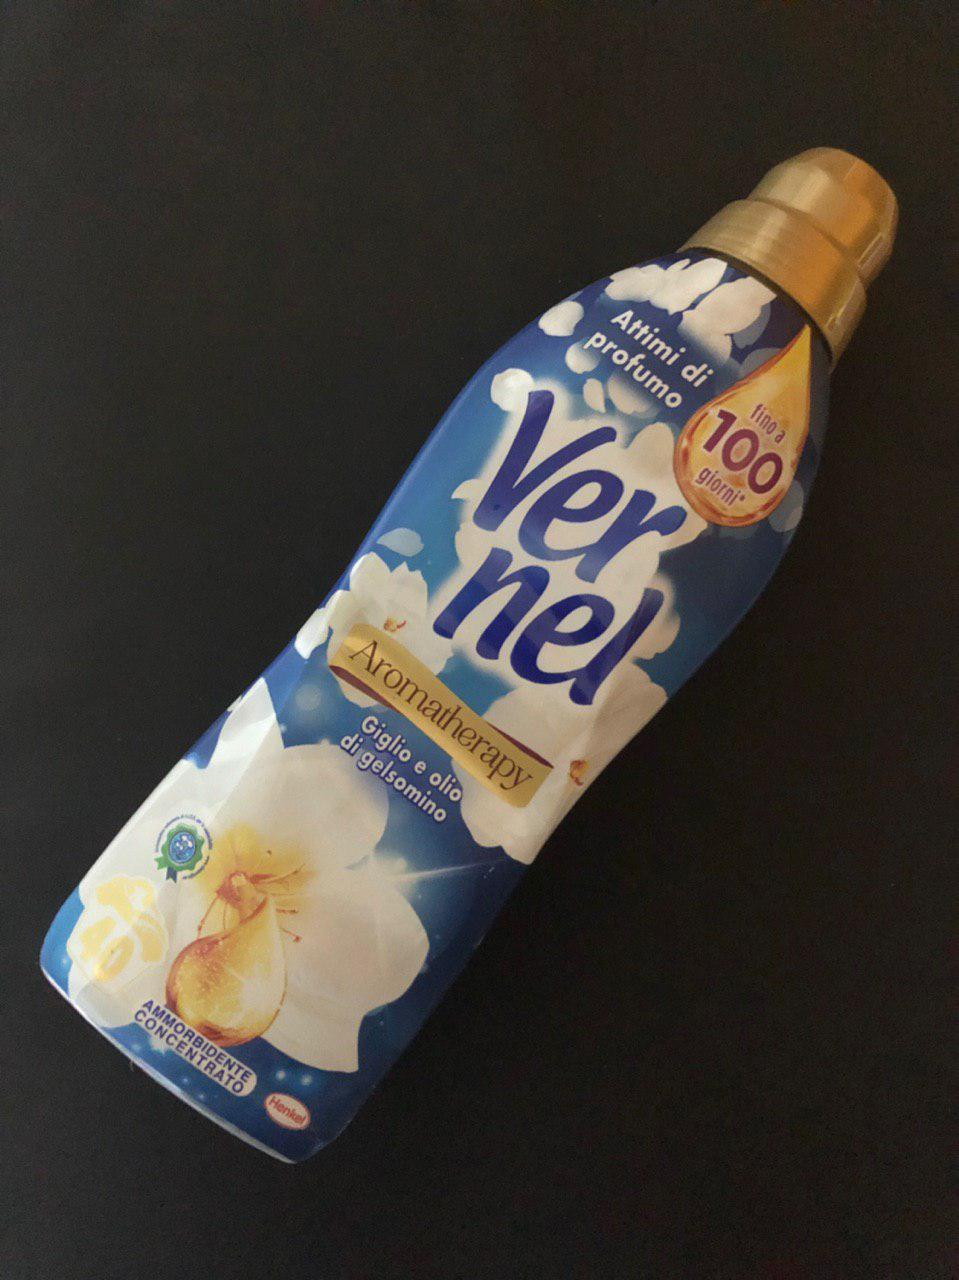 Attimi di
profumo
fino a
100
giorni*
Ver
nel
Aromatherapy
Giglio e olio
di gelsomino
AMMORBIDENTE
CONCENTRATO
Henkel